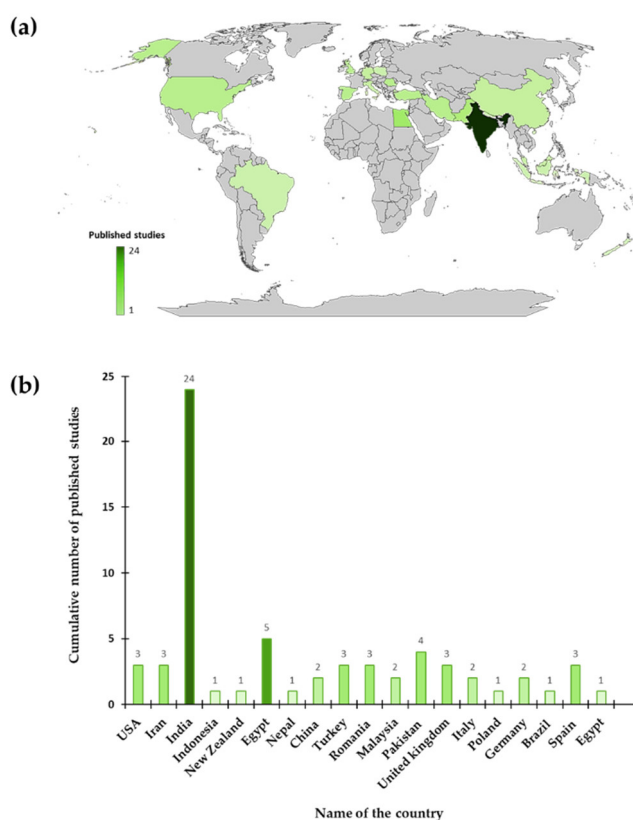 (a)
Published studies
24
1
(b)
Cumulative number of published studies
25
20
15
10
5
0
3
3
24
1
1
5
1
2
3
3
2
4
3
2
1
2
1
3
1
USA
Iran
India
Indonesia
New Zealand
Egypt
Nepal
China
Turkey
Romania
Malaysia
Pakistan
United kingdom
Italy
Poland
Germany
Brazil
Spain
Egypt
Name of the country